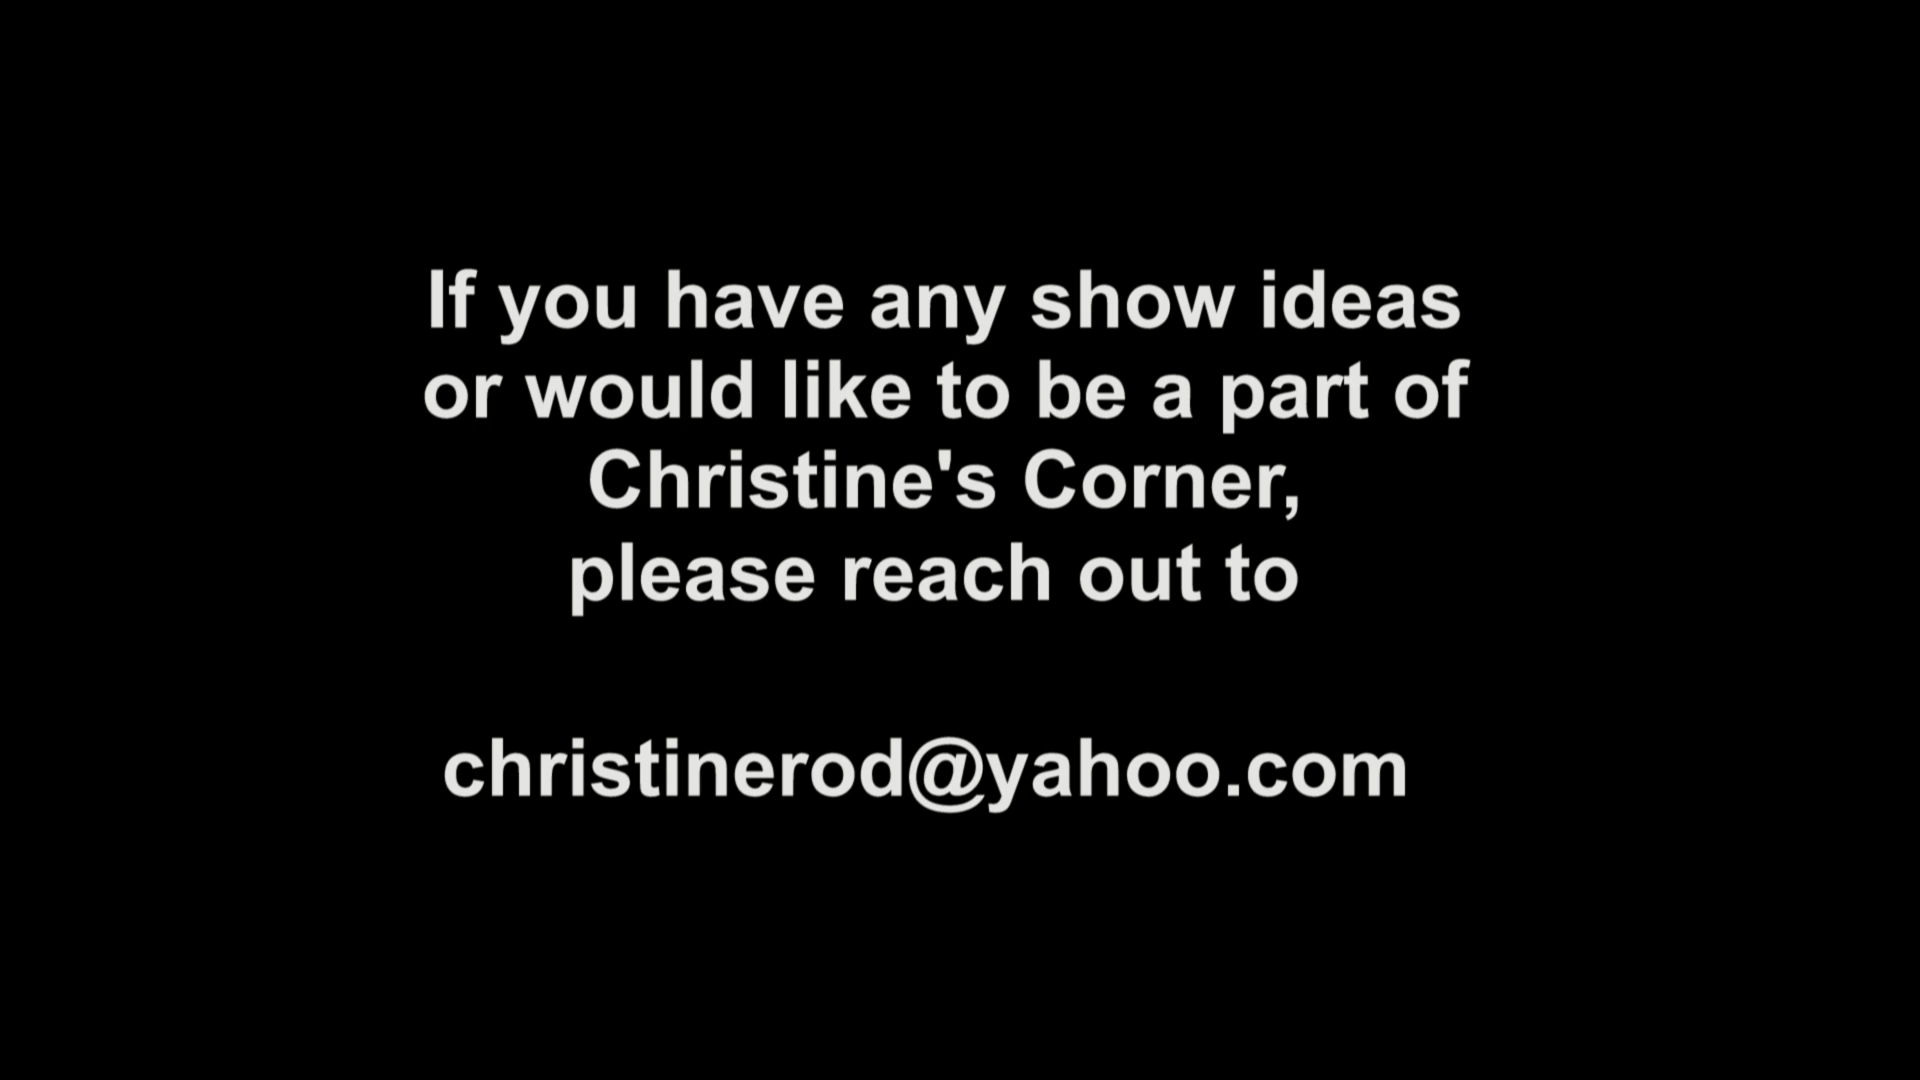 If you have any show ideas
or would like to be a part of
Christine's Corner,
please reach out to
christinerod@yahoo.com